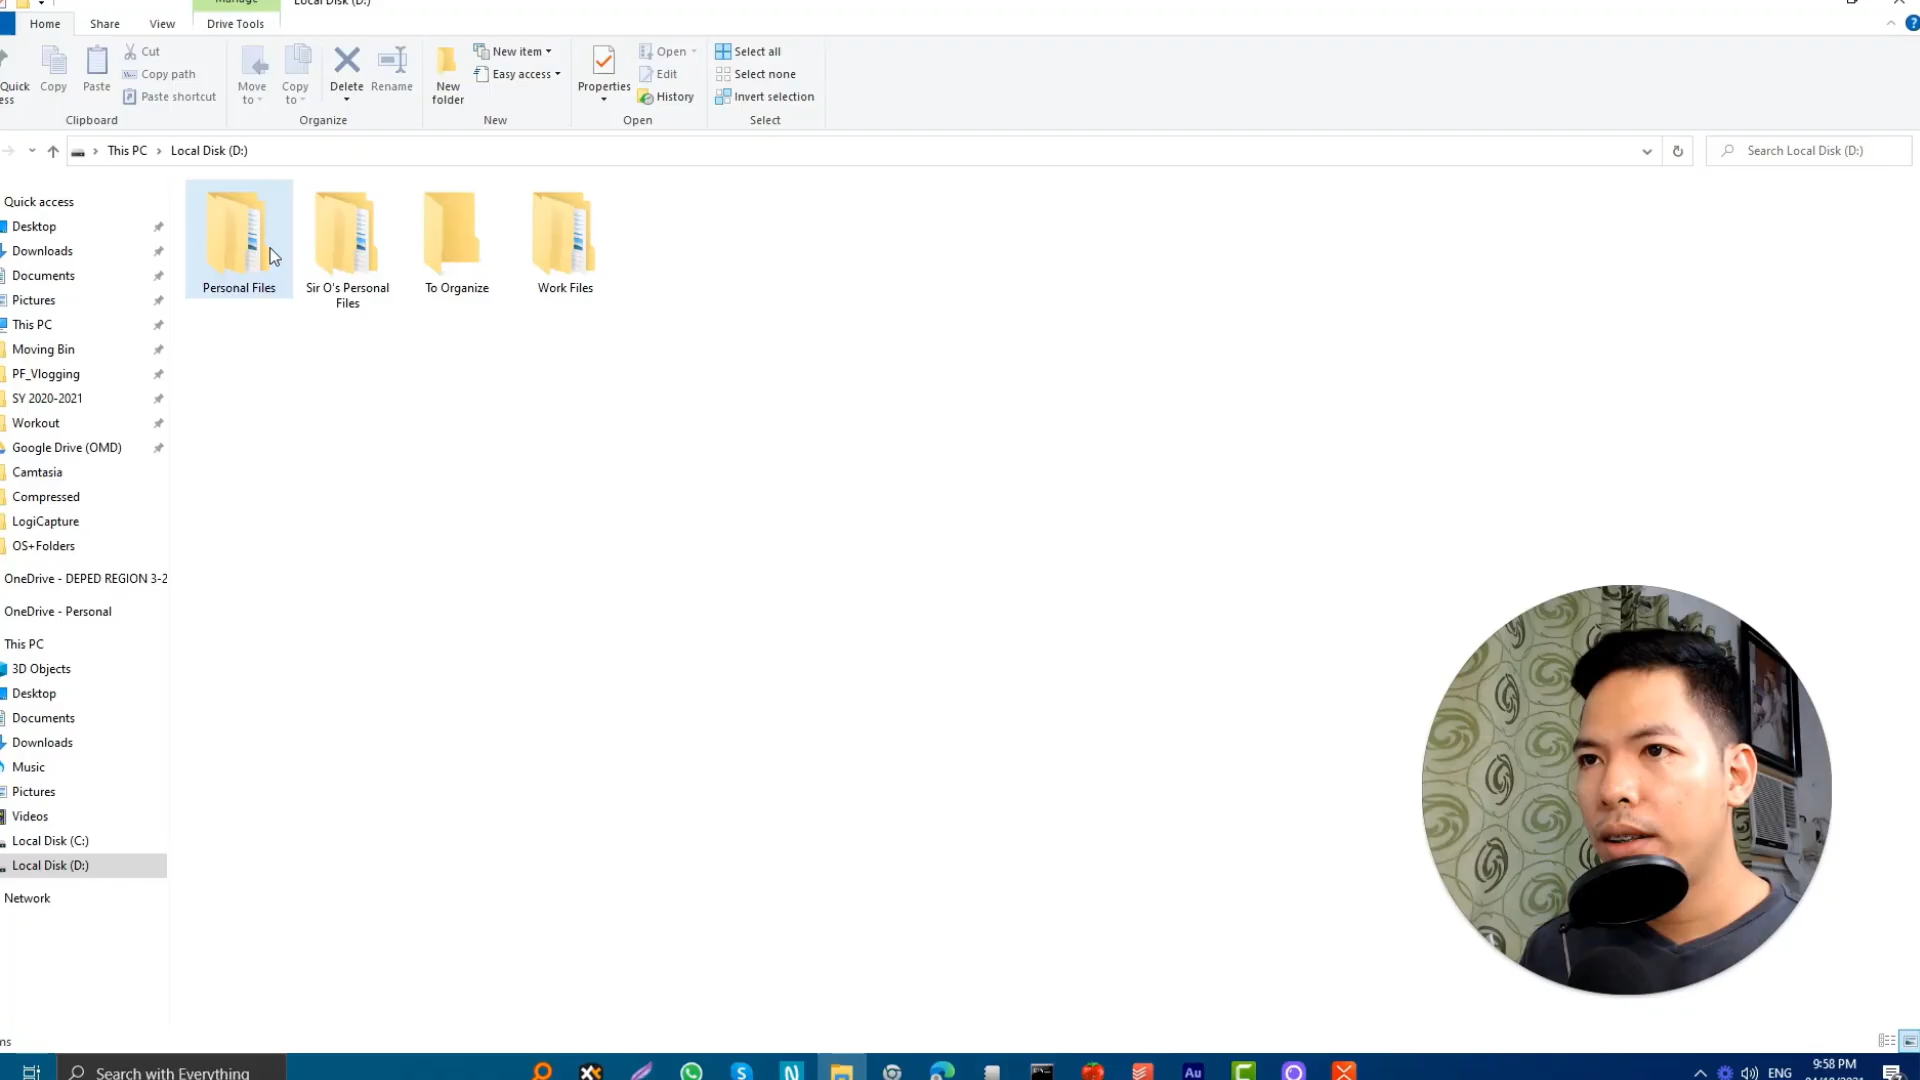 Manage
Local Disk (D:)
Home
Share
View
Drive Tools
Quick
ess
Copy
Paste
Cut
Copy path
Paste shortcut
Clipboard
Move to
Copy to
Delete
Rename
Organize
New folder
New item
Easy access
New
Properties
Open
Edit
History
Open
Select all
Select none
Invert selection
Select
This PC
Local Disk (D:)
Search Local Disk (D:)
Quick access
Desktop
Downloads
Documents
Pictures
This PC
Moving Bin
PF_Vlogging
SY 2020-2021
Workout
Google Drive (OMD)
Camtasia
Compressed
LogiCapture
OS+Folders
OneDrive - DEPED REGION 3-2
OneDrive - Personal
This PC
3D Objects
Desktop
Documents
Downloads
Music
Pictures
Videos
Local Disk (C:)
Local Disk (D:)
Network
Personal Files
Sir O's Personal
Files
To Organize
Work Files
ms
Search with Everything
Au
ENG
9:58 PM